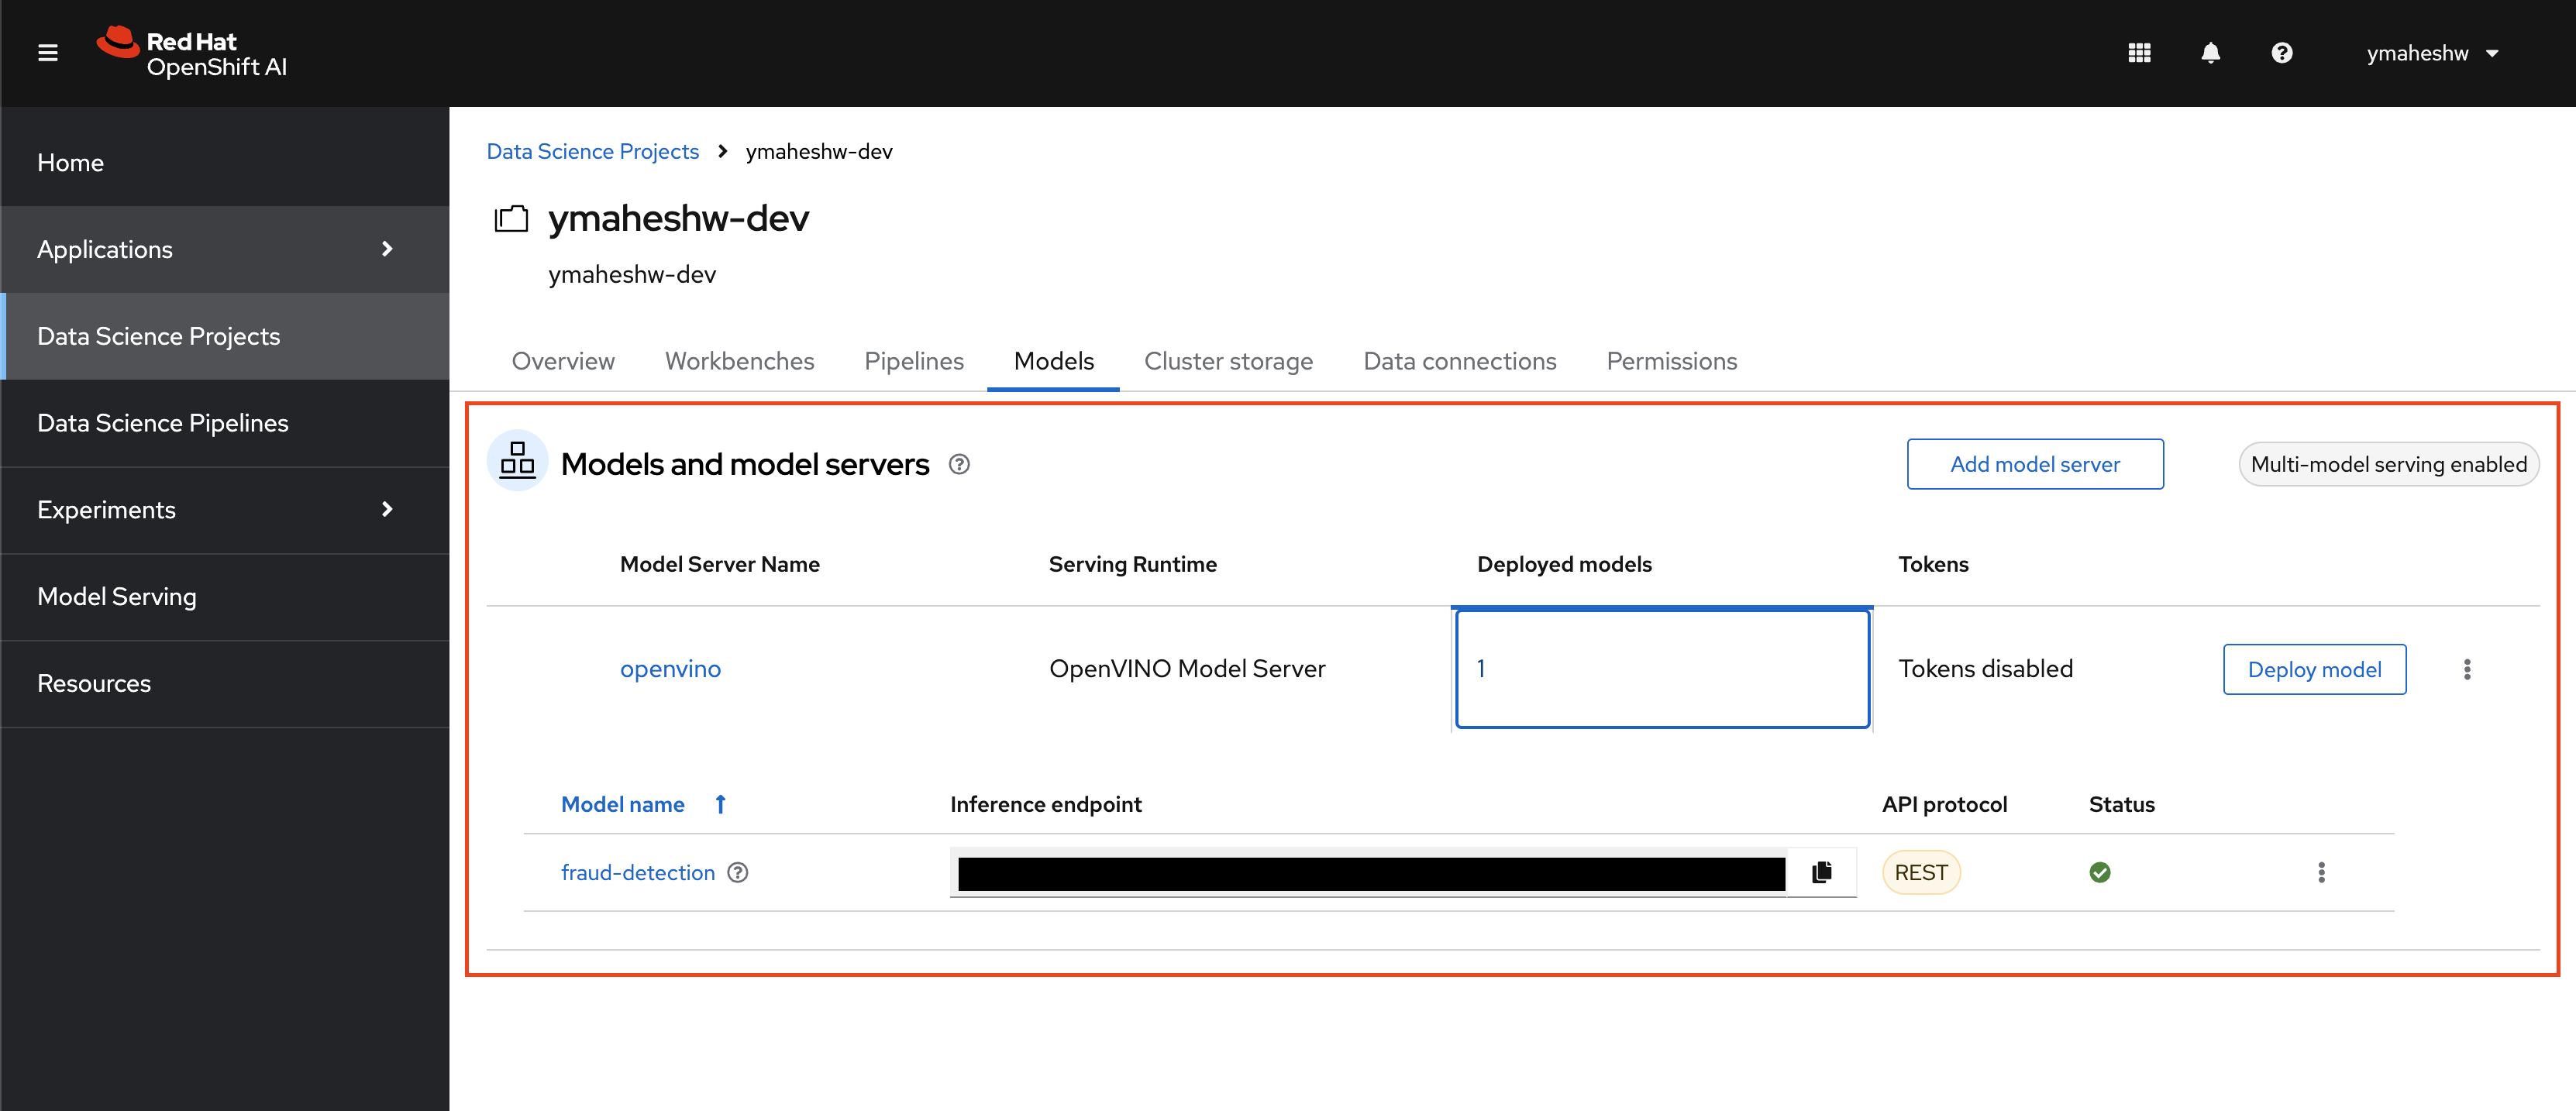 Red Hat
OpenShift AI
ymaheshw
Home
Applications
Data Science Projects
Data Science Pipelines
Experiments
Model Serving
Resources
Data Science Projects ymaheshw-dev
ymaheshw-dev
ymaheshw-dev
Overview Workbenches Pipelines Models Cluster storage Data connections Permissions
Models and model servers
Add model server
Multi-model serving enabled
Model Server Name Serving Runtime Deployed models Tokens
openvino OpenVINO Model Server 1 Tokens disabled Deploy model
Model name Inference endpoint API protocol Status
fraud-detection REST